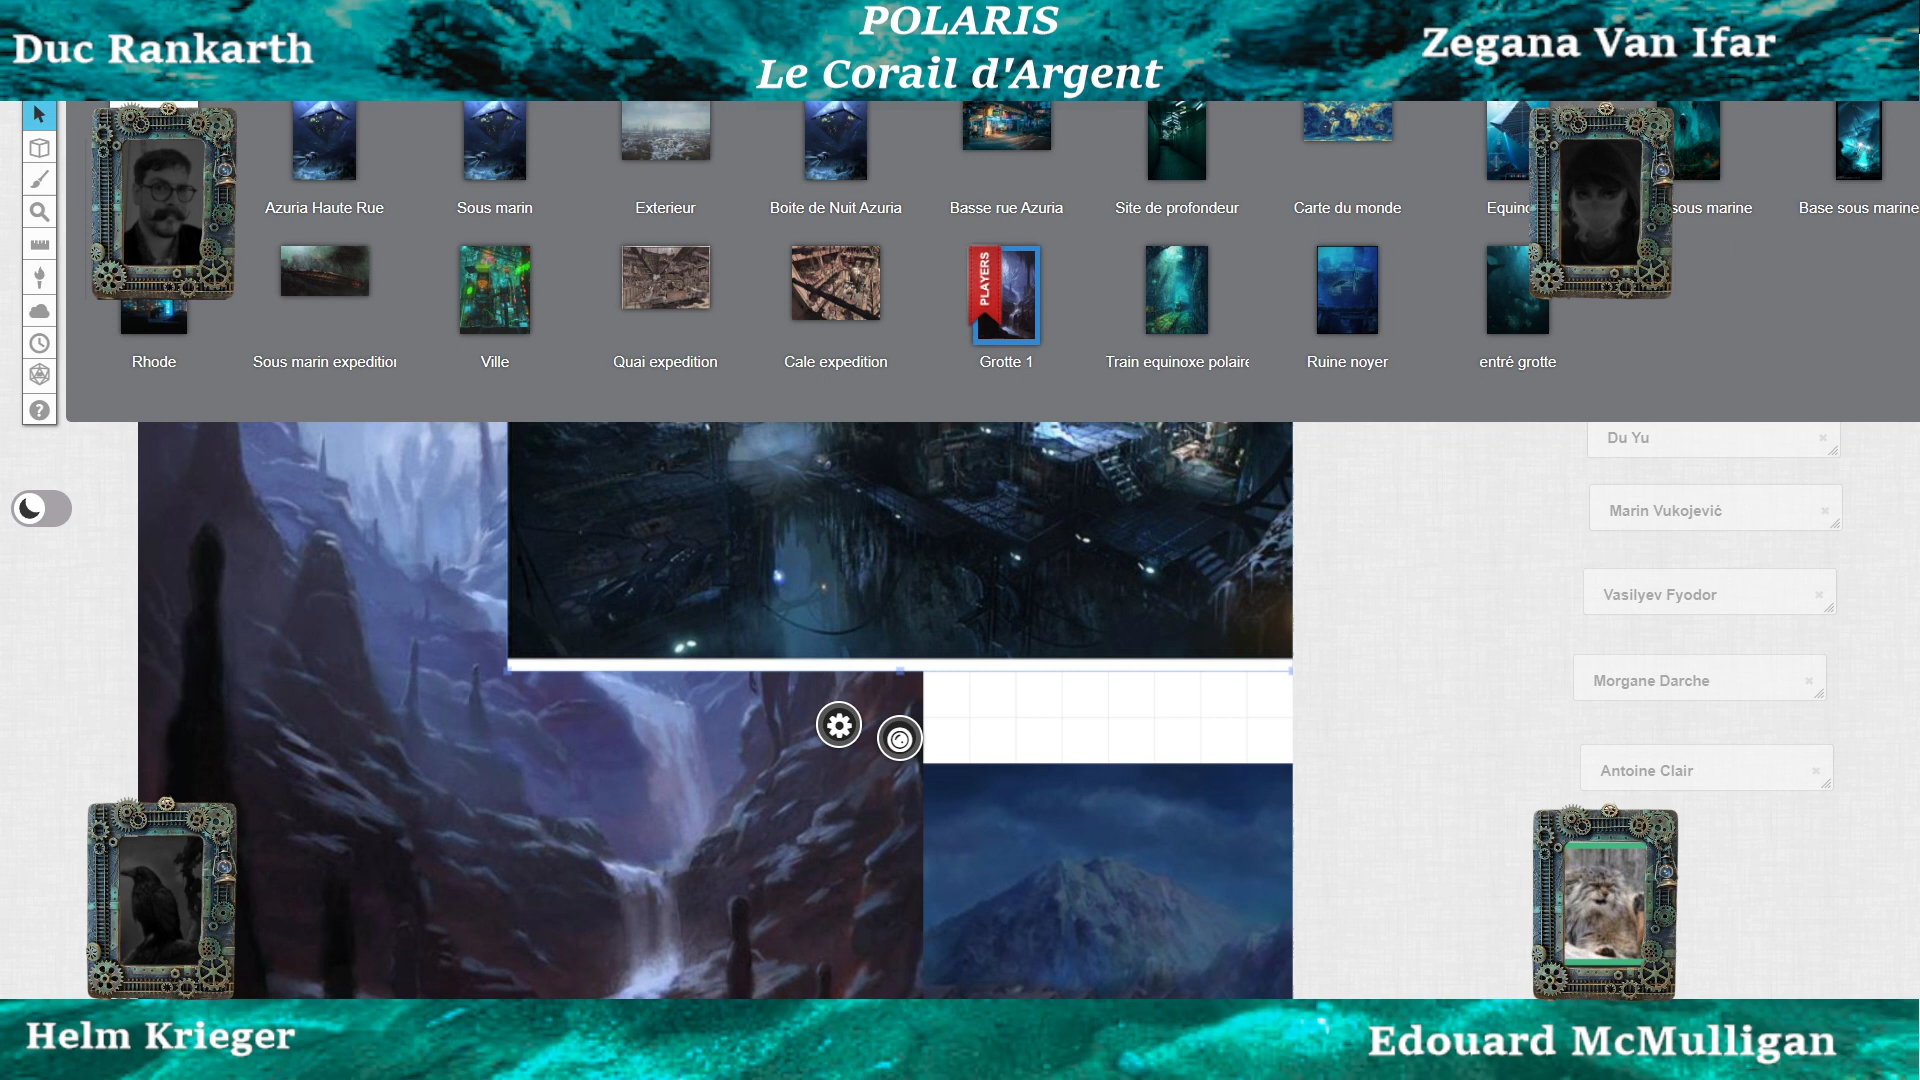 POLARIS
Le Corail d'Argent
Duc Rankarth
Zegana Van Ifar
Azuria Haute Rue
Sous marin
Exterieur
Boite de Nuit Azuria
Basse rue Azuria
Site de profondeur
Carte du monde
sous marine
Base sous marine
PLAYERS
Rhode
Sous marin expedition
Ville
Quai expedition
Cale expedition
Grotte 1
Train equinoxe polaire
Ruine noyer
entré grotte
Du Yu
Marin Vukojević
Vasilyev Fyodor
Morgane Darche
Antoine Clair
Helm Krieger
Edouard McMulligan